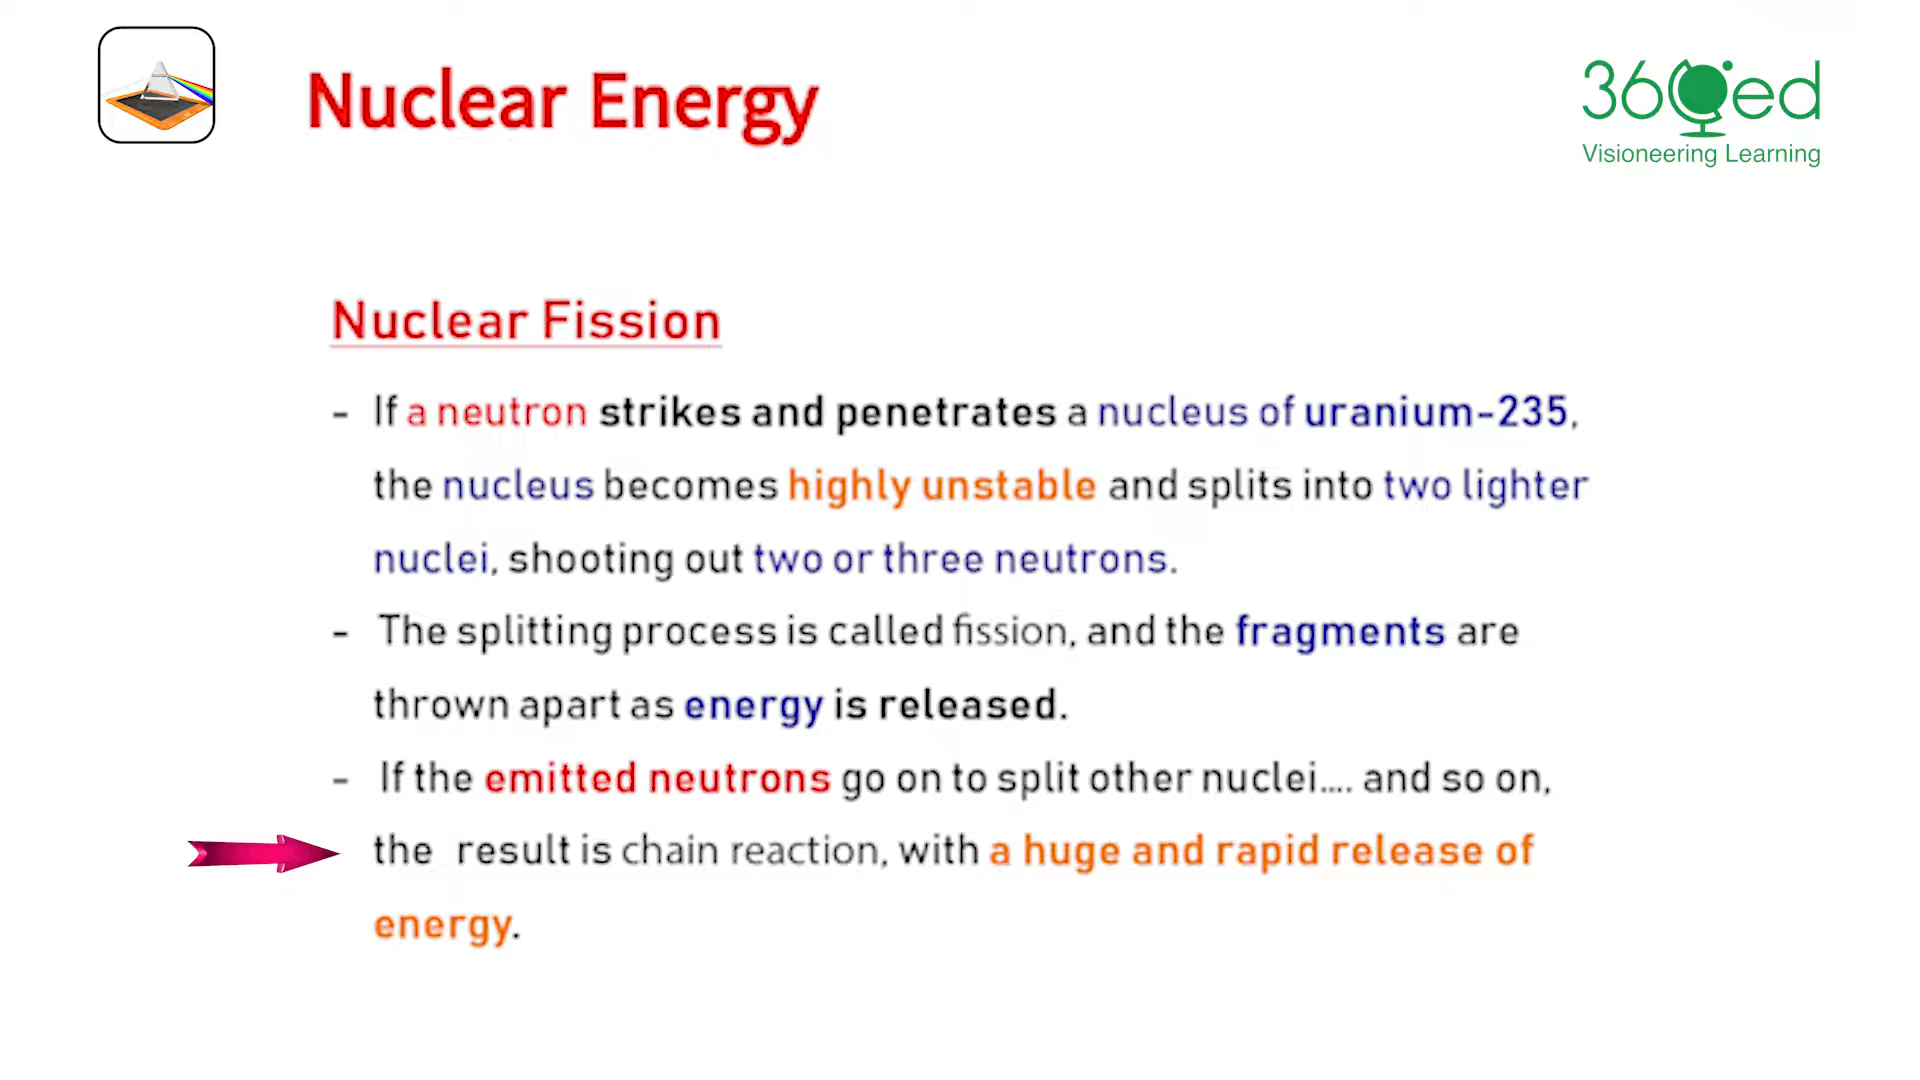 Nuclear Energy
360ed
Visioneering Learning
Nuclear Fission
- If a neutron strikes and penetrates a nucleus of uranium-235,
the nucleus becomes highly unstable and splits into two lighter
nuclei, shooting out two or three neutrons.
- The splitting process is called fission, and the fragments are
thrown apart as energy is released.
- If the emitted neutrons go on to split other nuclei.... and so on,
the result is chain reaction, with a huge and rapid release of
energy.